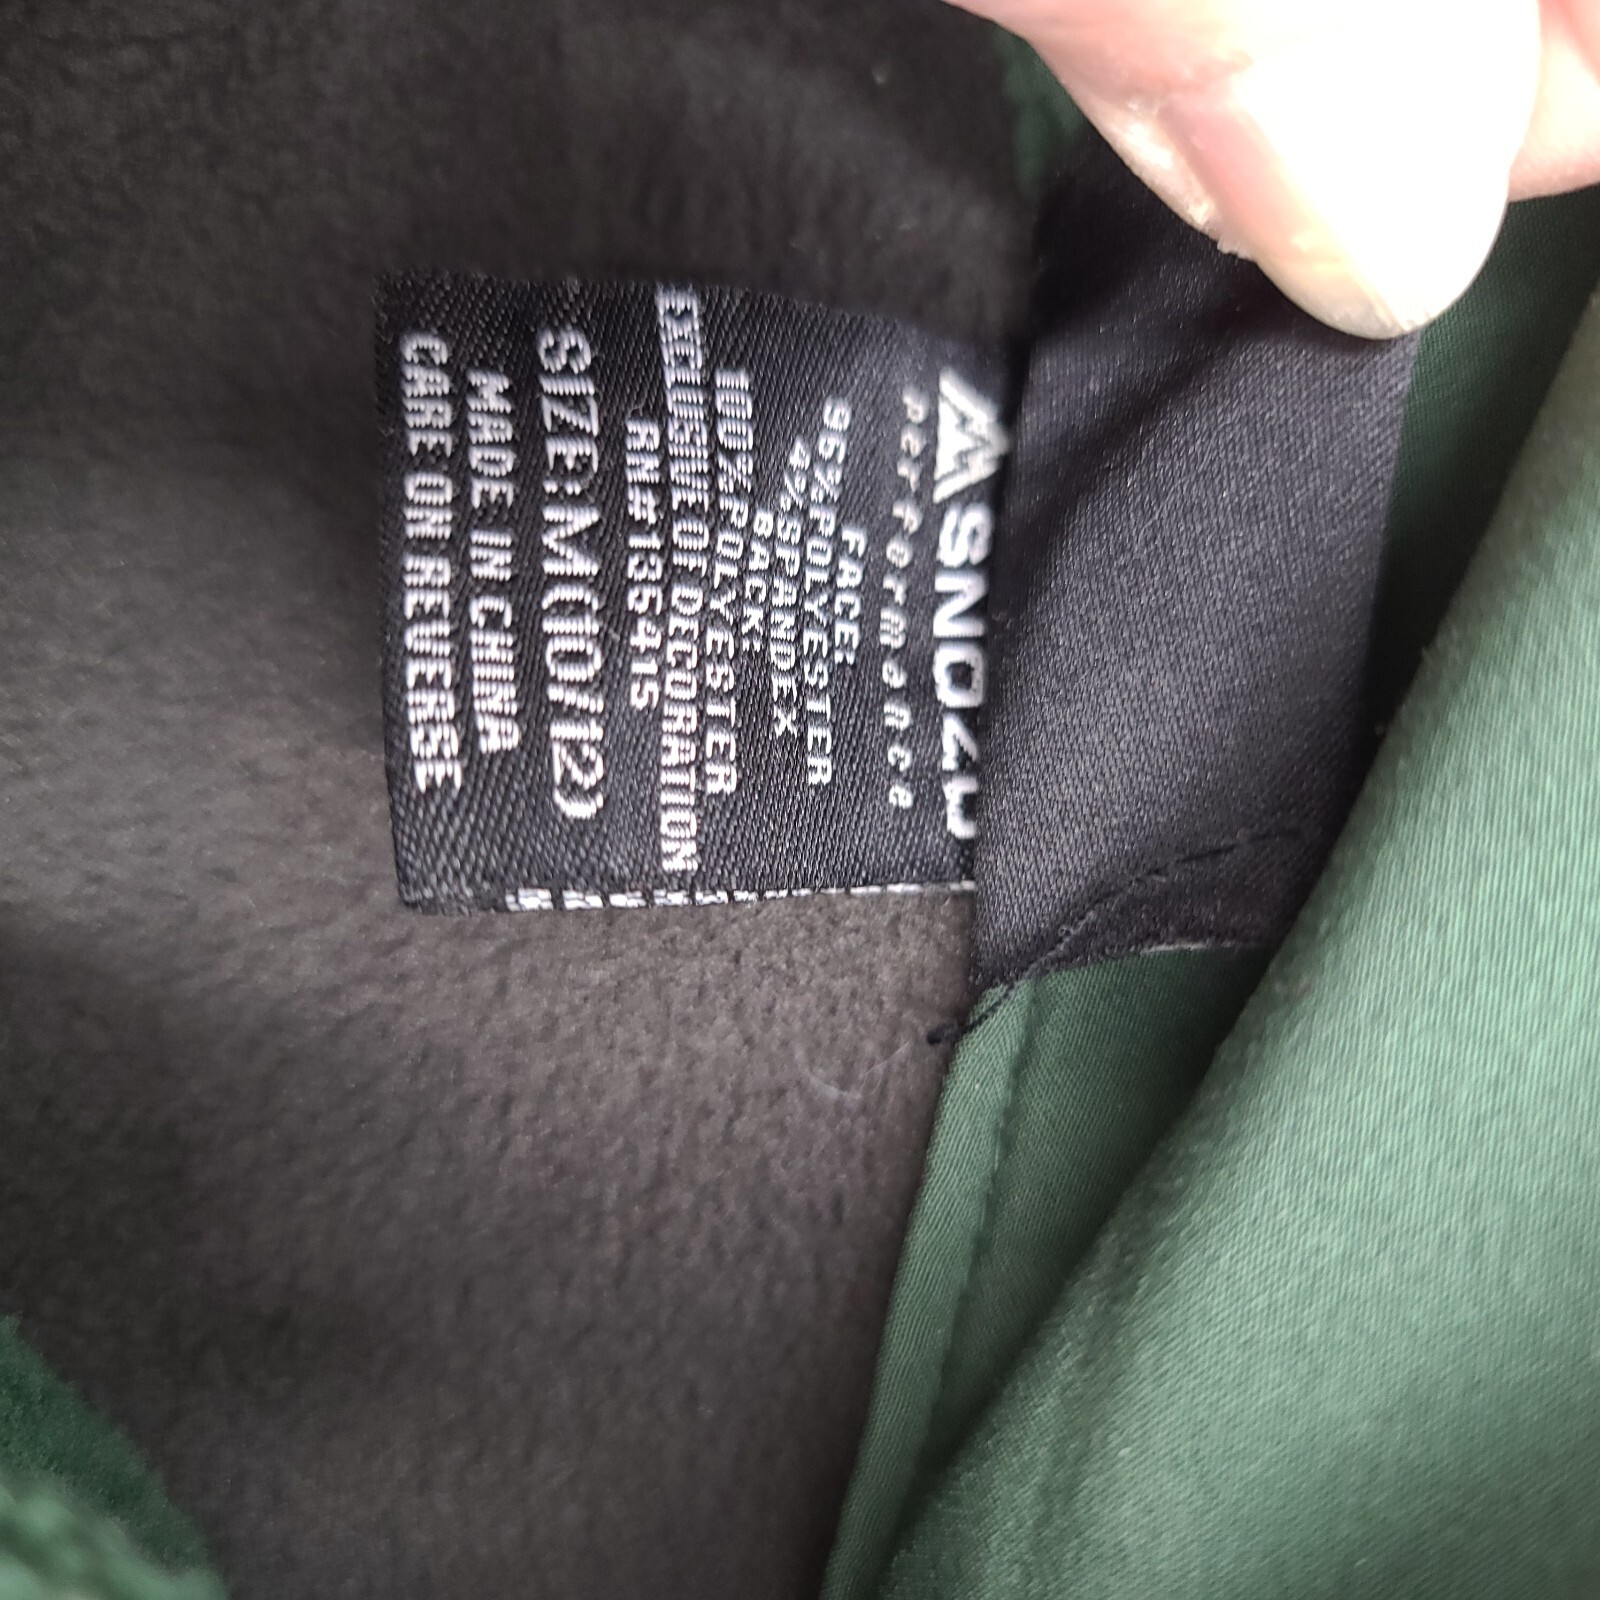 SNOZU
performance
FACE:
96%POLYESTER
4%SPANDEX
BACK:
100%POLYESTER
EXCLUSIVE OF DECORATION
RN#136415
SIZE:M(10/12)
MADE IN CHINA
CARE ON REVERSE